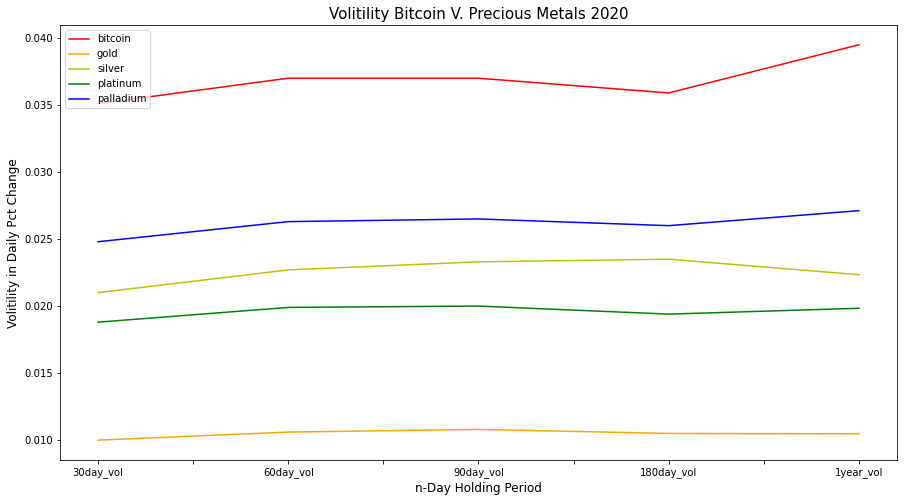 Volitility Bitcoin V. Precious Metals 2020
bitcoin
gold
silver
platinum
palladium
Volitility in Daily Pct Change
0.040
0.035
0.030
0.025
0.020
0.015
0.010
30day_vol
60day_vol
90day_vol
180day_vol
1year_vol
n-Day Holding Period